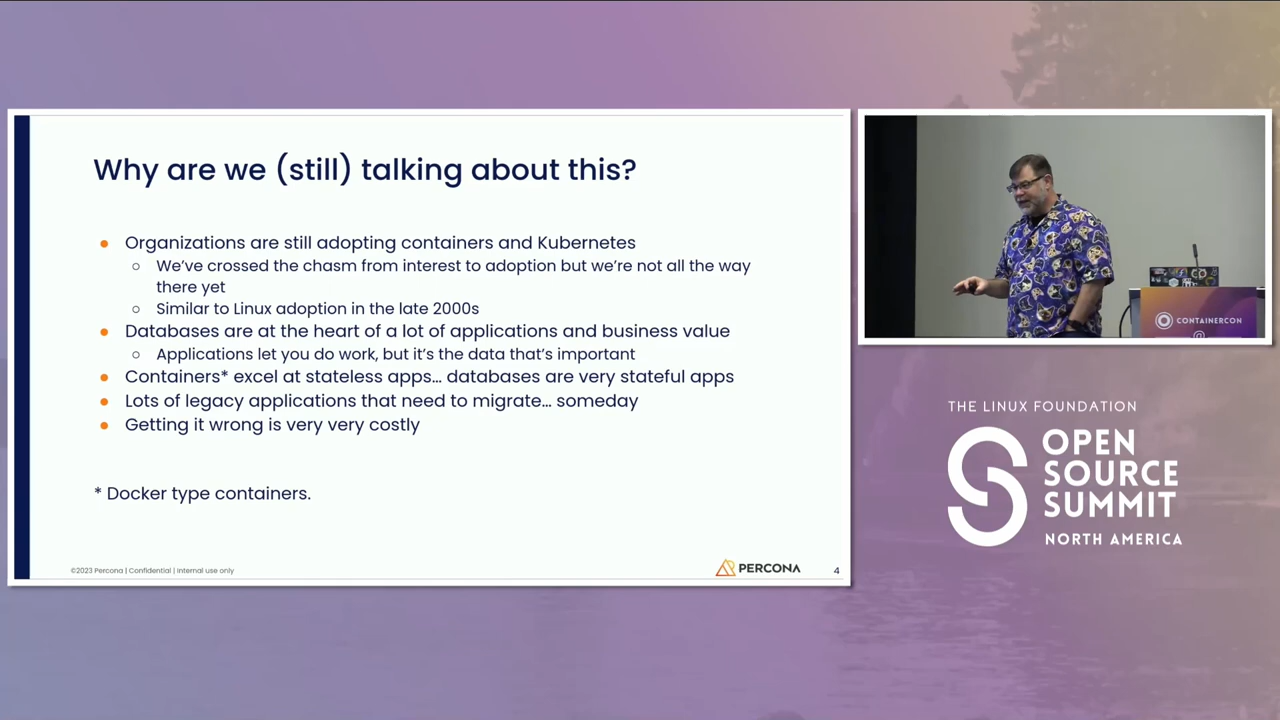 Why are we (still) talking about this?
● Organizations are still adopting containers and Kubernetes
○ We’ve crossed the chasm from interest to adoption but we’re not all the way
there yet
○ Similar to Linux adoption in the late 2000s
● Databases are at the heart of a lot of applications and business value
○ Applications let you do work, but it’s the data that’s important
● Containers* excel at stateless apps… databases are very stateful apps
● Lots of legacy applications that need to migrate… someday
● Getting it wrong is very very costly
* Docker type containers.
©2023 Percona | Confidential | Internal use only
PERCONA
4
CONTAINERCON
@
THE LINUX FOUNDATION
OPEN
SOURCE
SUMMIT
NORTH AMERICA